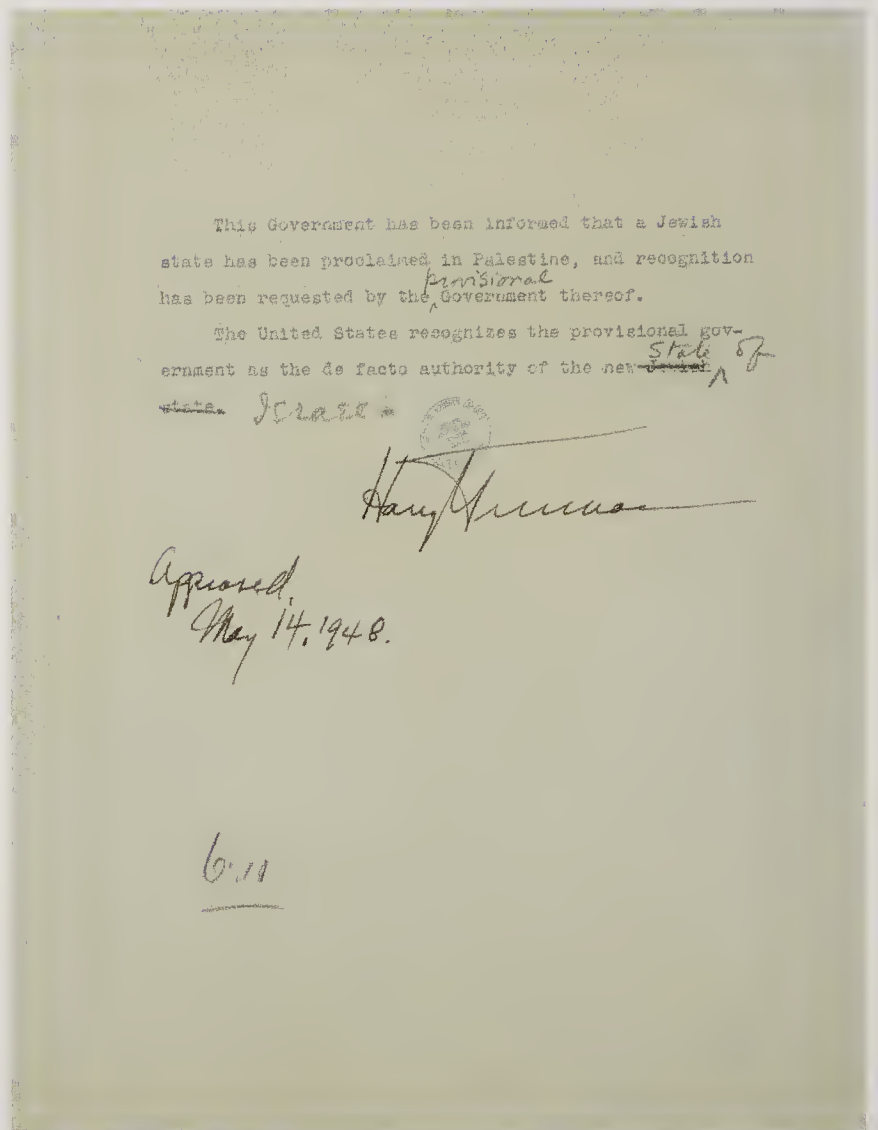 This Government has been informed that a Jewish
state has been proclaimed in Palestine, and recognition
provisional
has been requested by the Government thereof.
The United States recognizes the provisional gov-
State of
ernment as the de facto authority of the new Jewish
state. Israel.
Harry Truman
Approved,
May 14, 1948.
6.11